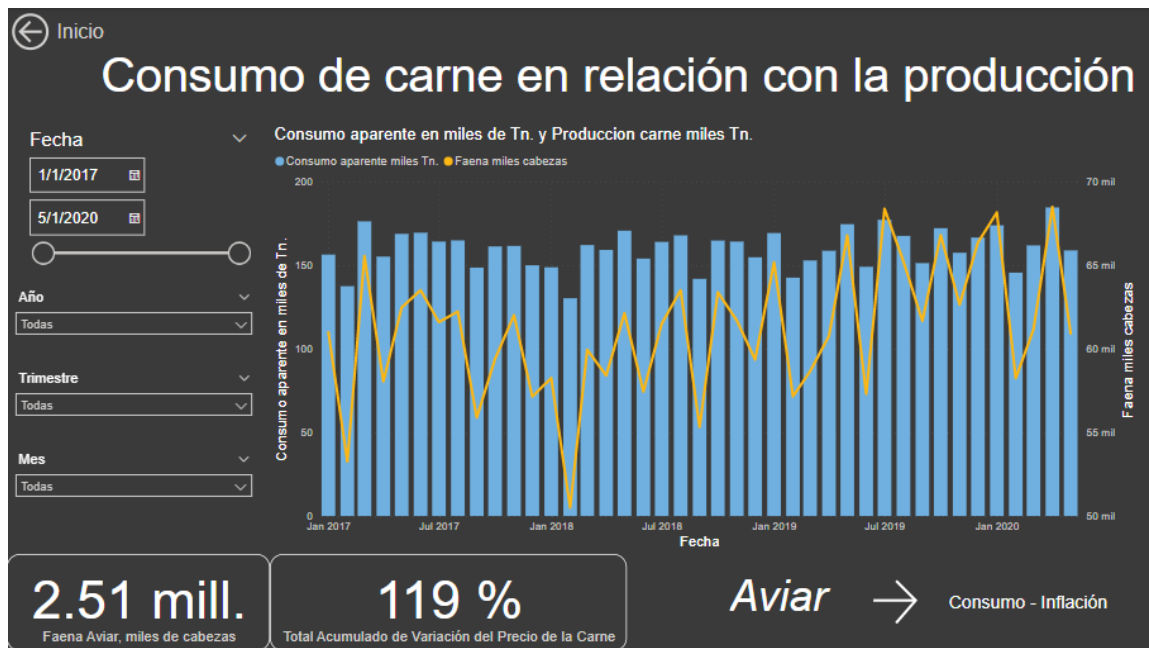 Inicio
Consumo de carne en relación con la producción
Fecha
1/1/2017
5/1/2020
Año
Todas
Trimestre
Todas
Mes
Todas
Consumo aparente en miles de Tn. y Produccion carne miles Tn.
Consumo aparente miles Tn. Faena miles cabezas
Consumo aparente en miles de Tn.
200
150
100
50
0
70 mil
65 mil
60 mil
55 mil
50 mil
Faena miles cabezas
Jan 2017 Jul 2017 Jan 2018 Jul 2018 Jan 2019 Jul 2019 Jan 2020
Fecha
2.51 mill.
Faena Aviar, miles de cabezas
119 %
Total Acumulado de Variación del Precio de la Carne
Aviar
Consumo - Inflación